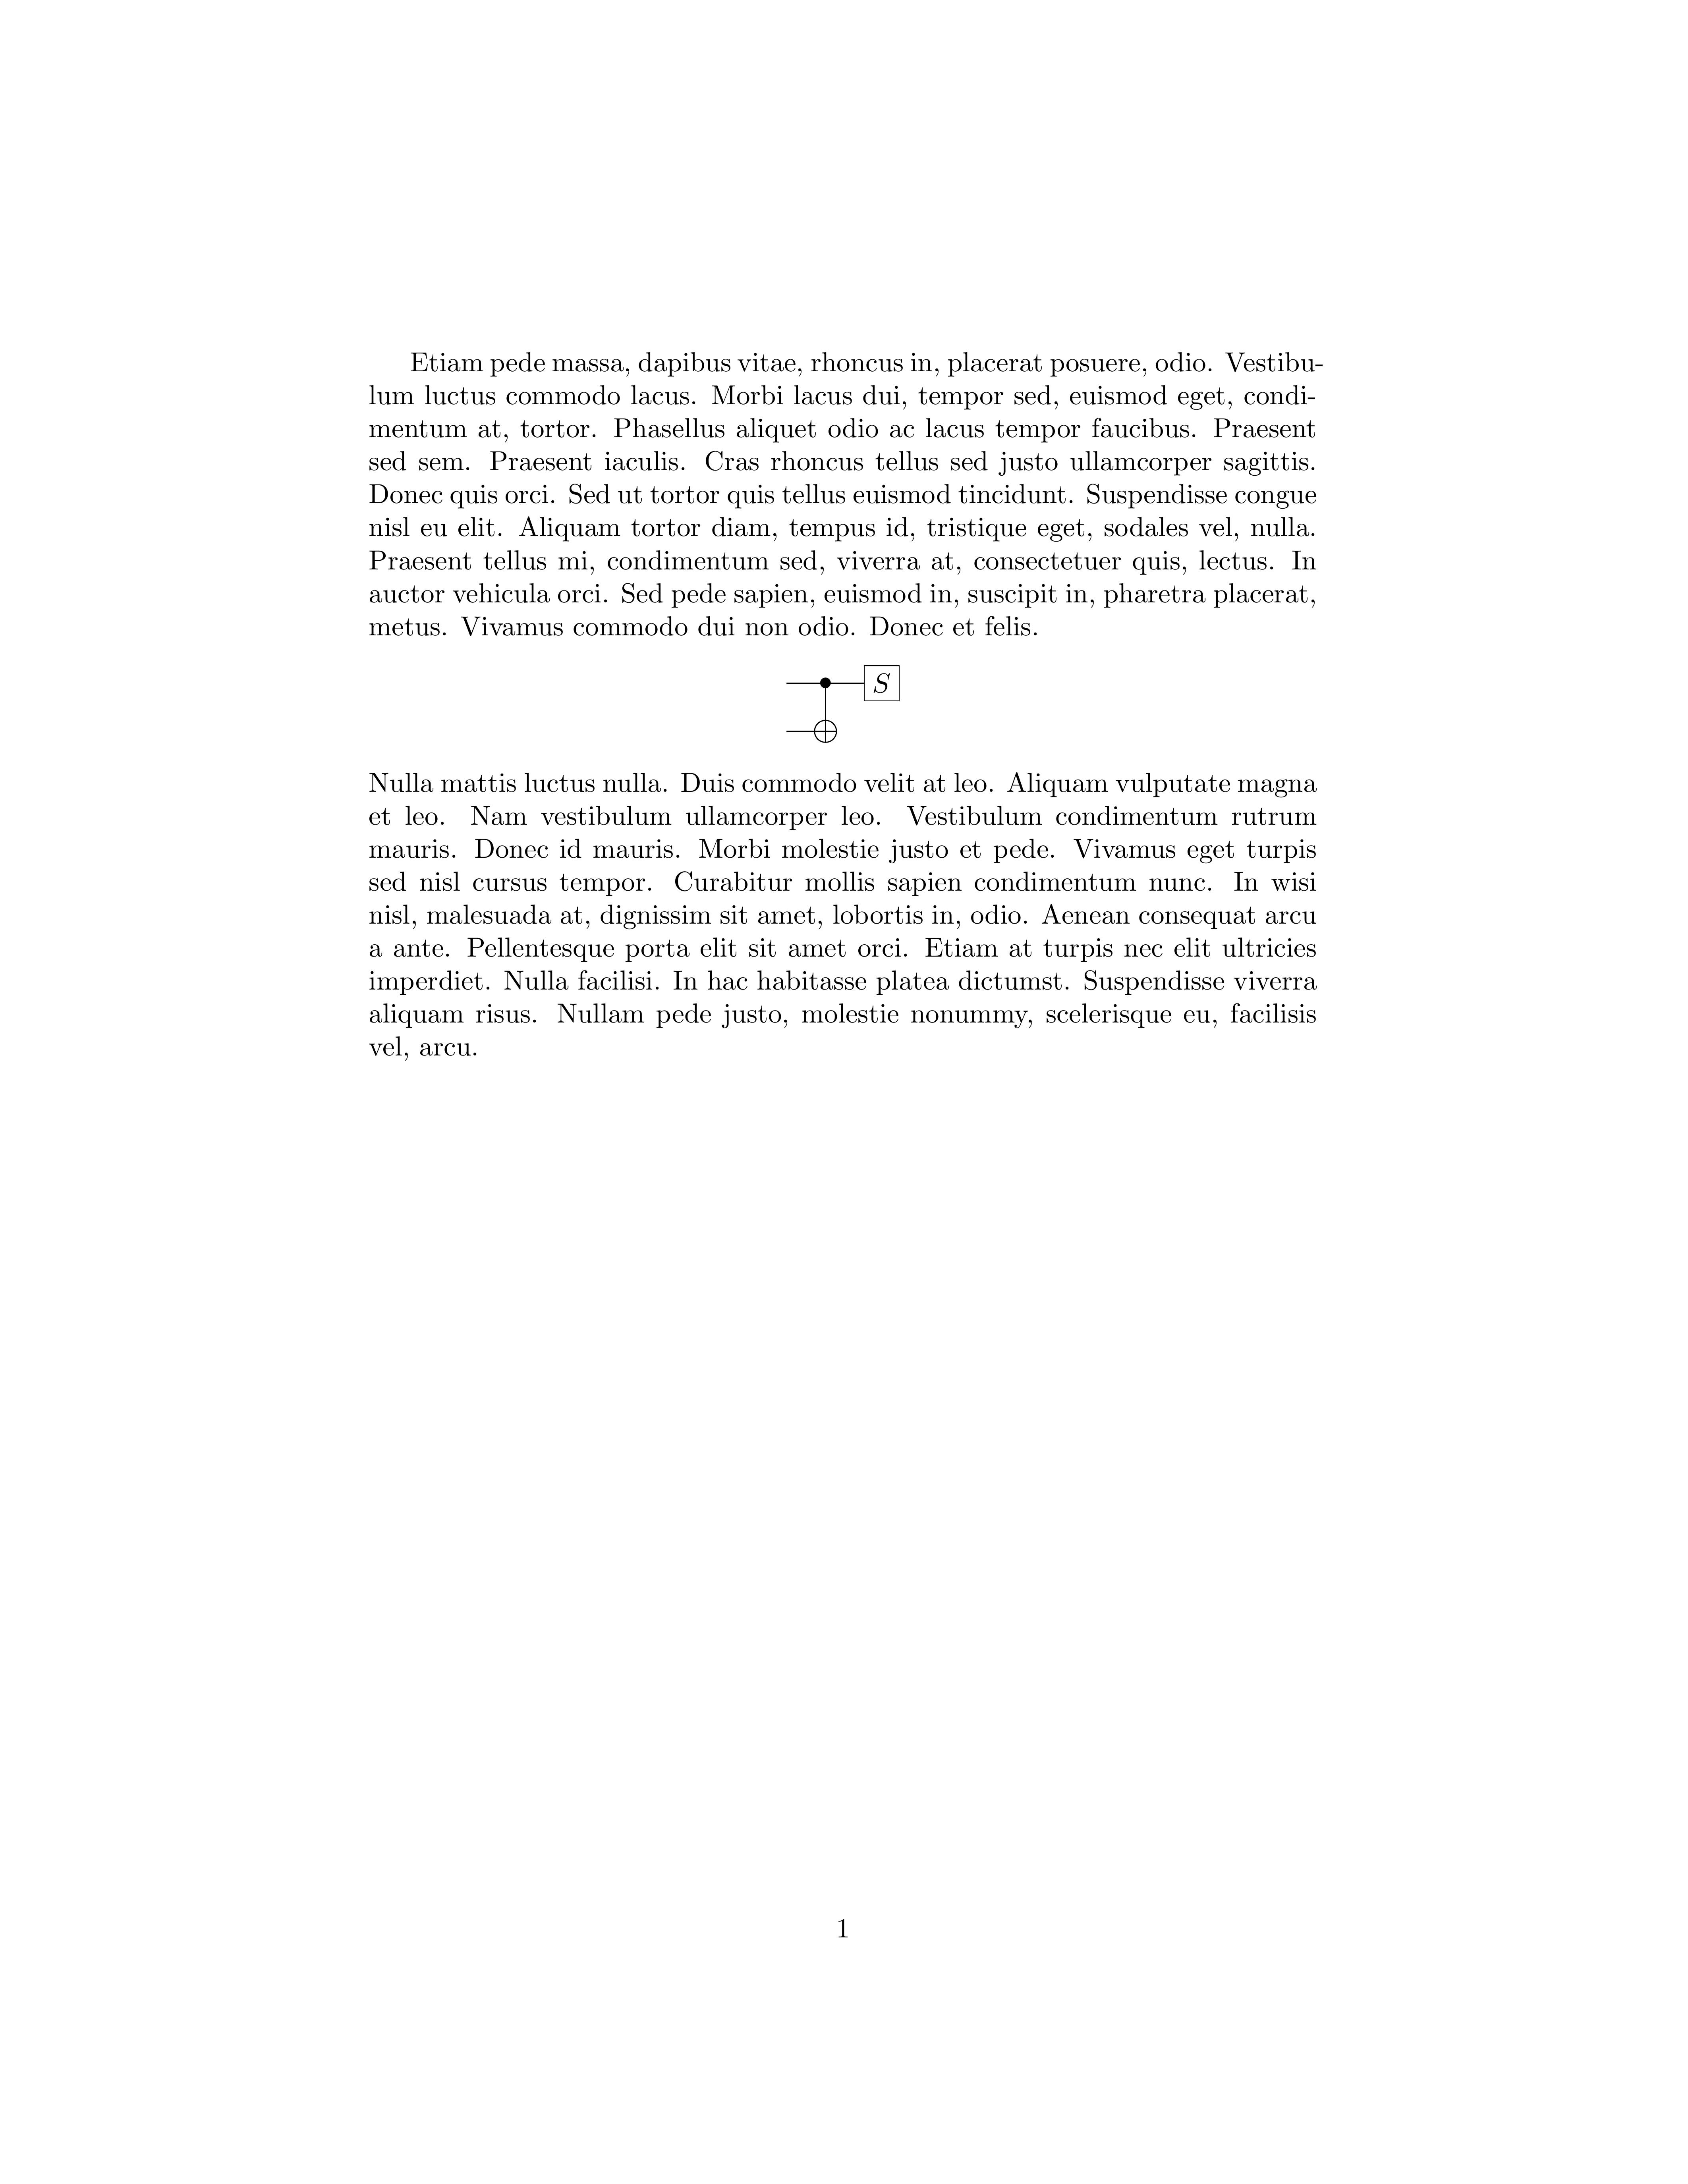 Etiam pede massa, dapibus vitae, rhoncus in, placerat posuere, odio. Vestibu-
lum luctus commodo lacus. Morbi lacus dui, tempor sed, euismod eget, condi-
mentum at, tortor. Phasellus aliquet odio ac lacus tempor faucibus. Praesent
sed sem. Praesent iaculis. Cras rhoncus tellus sed justo ullamcorper sagittis.
Donec quis orci. Sed ut tortor quis tellus euismod tincidunt. Suspendisse congue
nisl eu elit. Aliquam tortor diam, tempus id, tristique eget, sodales vel, nulla.
Praesent tellus mi, condimentum sed, viverra at, consectetuer quis, lectus. In
auctor vehicula orci. Sed pede sapien, euismod in, suscipit in, pharetra placerat,
metus. Vivamus commodo dui non odio. Donec et felis.
S
Nulla mattis luctus nulla. Duis commodo velit at leo. Aliquam vulputate magna
et leo. Nam vestibulum ullamcorper leo. Vestibulum condimentum rutrum
mauris. Donec id mauris. Morbi molestie justo et pede. Vivamus eget turpis
sed nisl cursus tempor. Curabitur mollis sapien condimentum nunc. In wisi
nisl, malesuada at, dignissim sit amet, lobortis in, odio. Aenean consequat arcu
a ante. Pellentesque porta elit sit amet orci. Etiam at turpis nec elit ultricies
imperdiet. Nulla facilisi. In hac habitasse platea dictumst. Suspendisse viverra
aliquam risus. Nullam pede justo, molestie nonummy, scelerisque eu, facilisis
vel, arcu.
1